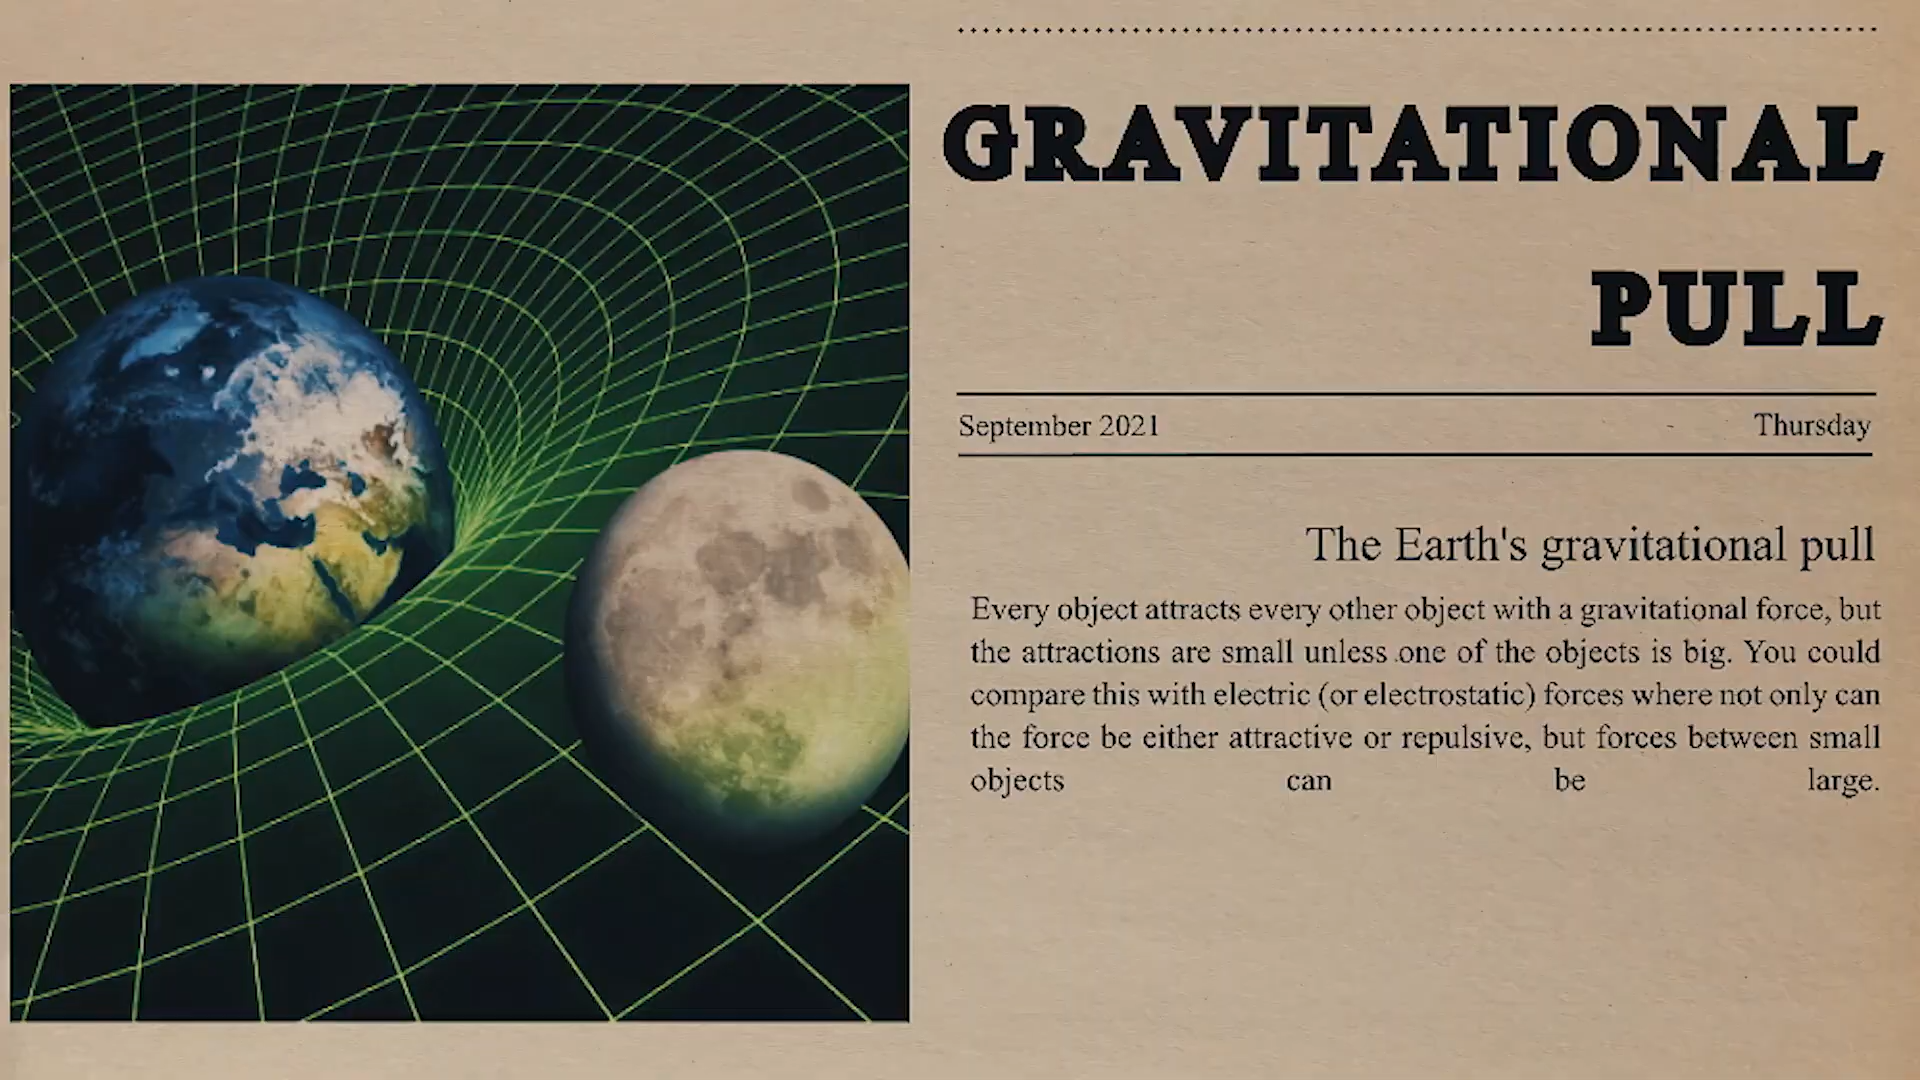 GRAVITATIONAL
PULL
September 2021 Thursday
The Earth's gravitational pull
Every object attracts every other object with a gravitational force, but
the attractions are small unless one of the objects is big. You could
compare this with electric (or electrostatic) forces where not only can
the force be either attractive or repulsive, but forces between small
objects can be large.